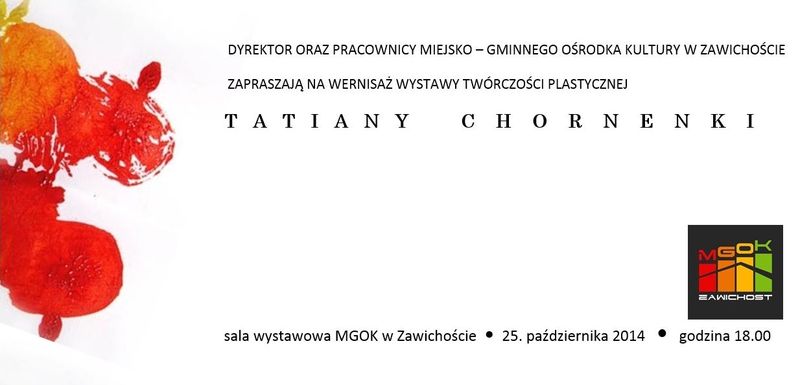 DYREKTOR ORAZ PRACOWNICY MIEJSKO – GMINNEGO OŚRODKA KULTURY W ZAWICHOŚCIE
ZAPRASZAJĄ NA WERNISAŻ WYSTAWY TWÓRCZOŚCI PLASTYCZNEJ
TATIANY CHORNENKI
MGOK
ZAWICHOST
sala wystawowa MGOK w Zawichoście • 25. października 2014 • godzina 18.00